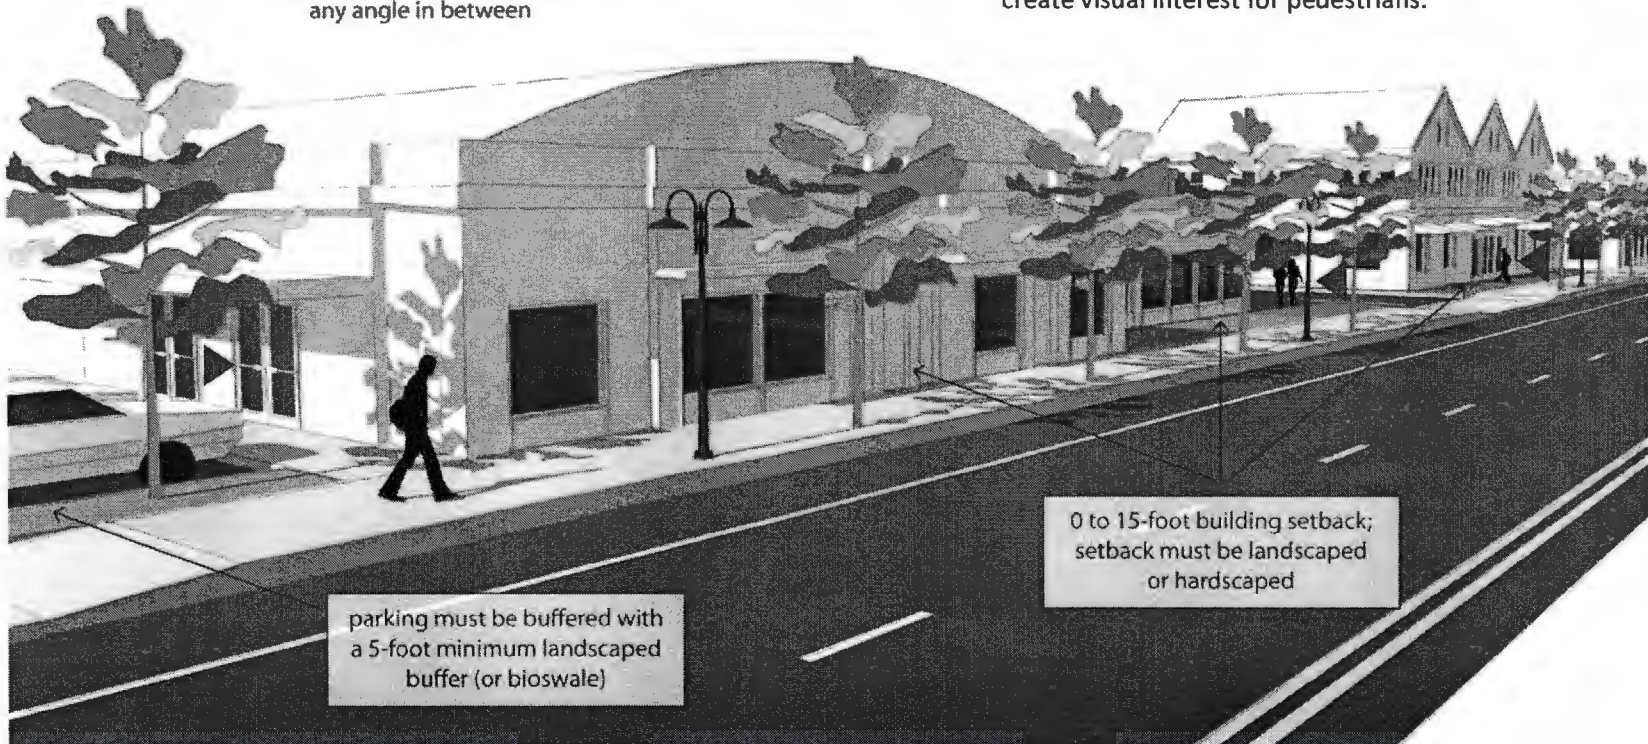 any angle in between
create visual interest for pedestrians.
0 to 15-foot building setback;
setback must be landscaped
or hardscaped
parking must be buffered with
a 5-foot minimum landscaped
buffer (or bioswale)